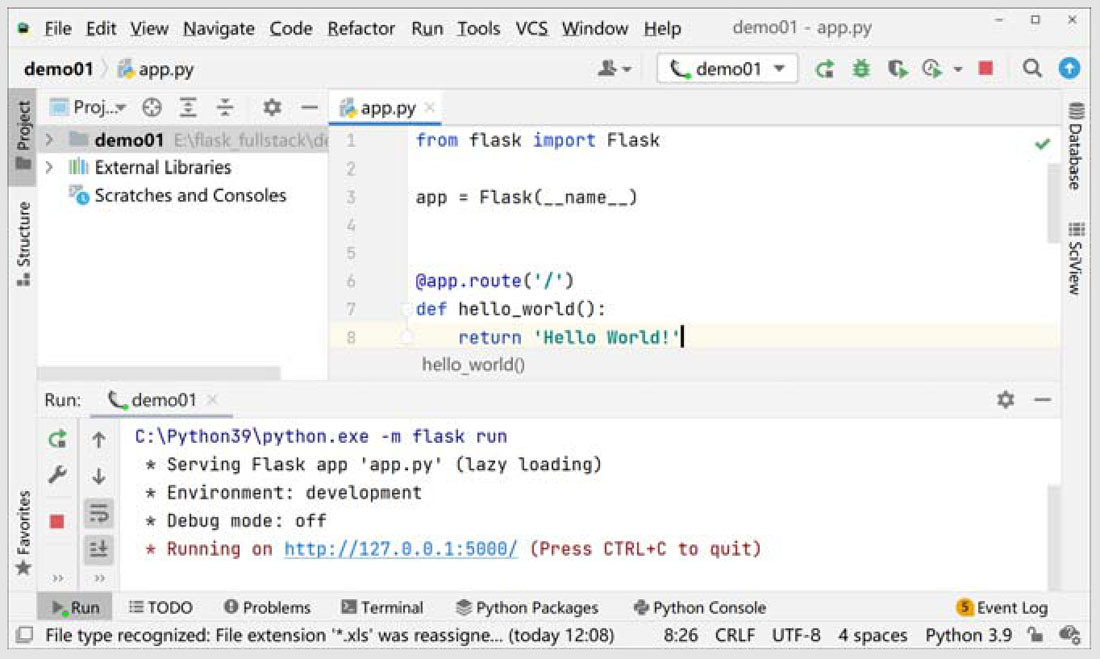 File Edit View Navigate Code Refactor Run Tools VCS Window Help demo01 - app.py
demo01 app.py demo01
Project
Proj...
app.py
demo01 E:\flask_fullstack\de
External Libraries
Scratches and Consoles
Structure
Favorites
1 from flask import Flask
2
3 app = Flask(__name__)
4
5
6 @app.route('/')
7 def hello_world():
8     return 'Hello World!'
hello_world()
Database
SciView
Run: demo01
C:\Python39\python.exe -m flask run
* Serving Flask app 'app.py' (lazy loading)
* Environment: development
* Debug mode: off
* Running on http://127.0.0.1:5000/ (Press CTRL+C to quit)
Run TODO Problems Terminal Python Packages Python Console 5 Event Log
File type recognized: File extension '*.xls' was reassigne... (today 12:08) 8:26 CRLF UTF-8 4 spaces Python 3.9